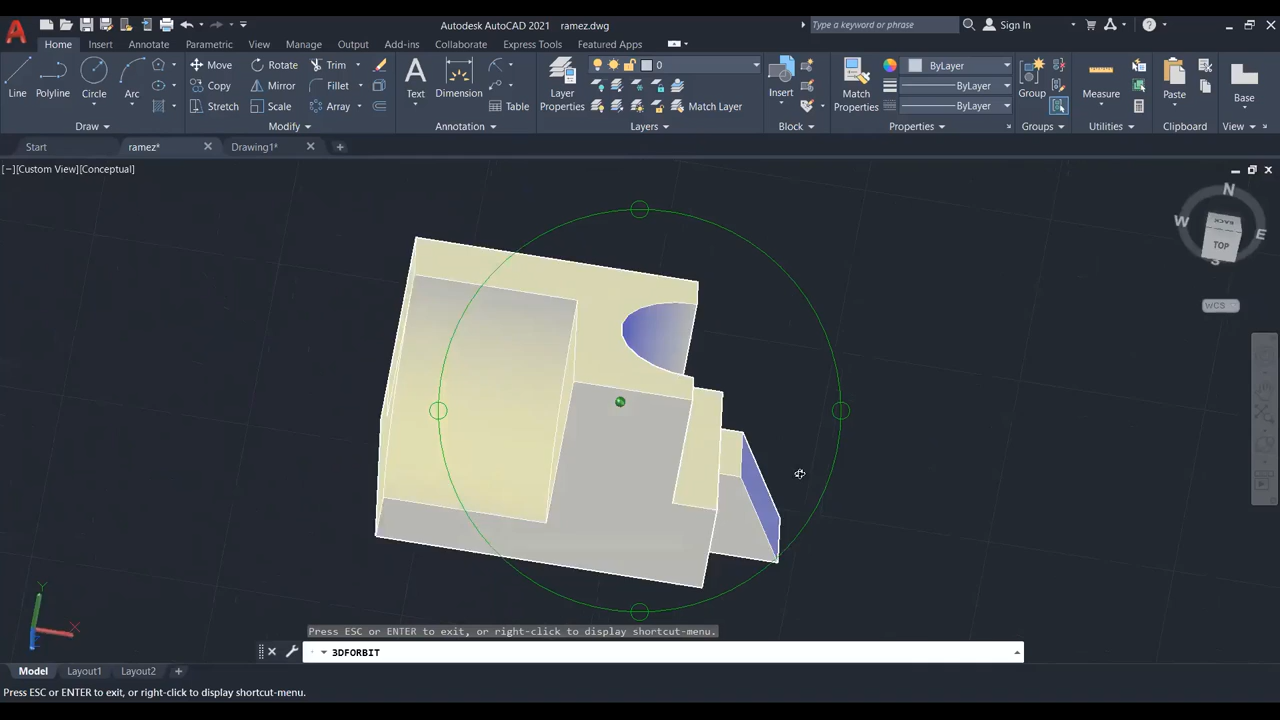 Autodesk AutoCAD 2021 ramez.dwg
Type a keyword or phrase
Sign In
Home Insert Annotate Parametric View Manage Output Add-ins Collaborate Express Tools Featured Apps
Line Polyline Circle Arc
Move Rotate Trim
Copy Mirror Fillet
Stretch Scale Array
Text Dimension Table
Layer Properties
0
Match Layer
Insert
Match Properties
ByLayer
ByLayer
ByLayer
Group
Measure
Paste
Base
Draw Modify Annotation Layers Block Properties Groups Utilities Clipboard View
Start ramez* Drawing1*
[−][Custom View][Conceptual]
N
W
BACK
E
TOP
S
WCS
Y
X
Press ESC or ENTER to exit, or right-click to display shortcut-menu.
3DFORBIT
Model Layout1 Layout2
Press ESC or ENTER to exit, or right-click to display shortcut-menu.